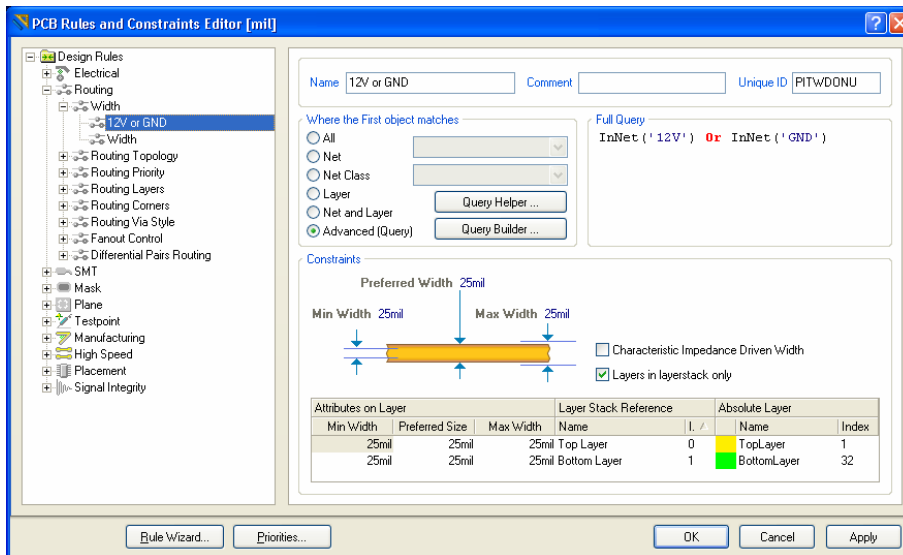 PCB Rules and Constraints Editor [mil]
Design Rules
Electrical
Routing
Width
12V or GND
Width
Routing Topology
Routing Priority
Routing Layers
Routing Corners
Routing Via Style
Fanout Control
Differential Pairs Routing
SMT
Mask
Plane
Testpoint
Manufacturing
High Speed
Placement
Signal Integrity
Name 12V or GND Comment Unique ID PITWDONU
Where the First object matches
All
Net
Net Class
Layer
Net and Layer
Advanced (Query)
Query Helper ...
Query Builder ...
Full Query
InNet('12V') Or InNet('GND')
Constraints
Preferred Width 25mil
Min Width 25mil Max Width 25mil
Characteristic Impedance Driven Width
Layers in layerstack only
Attributes on Layer Layer Stack Reference Absolute Layer
Min Width Preferred Size Max Width Name I. Name Index
25mil 25mil 25mil Top Layer 0 TopLayer 1
25mil 25mil 25mil Bottom Layer 1 BottomLayer 32
Rule Wizard... Priorities... OK Cancel Apply